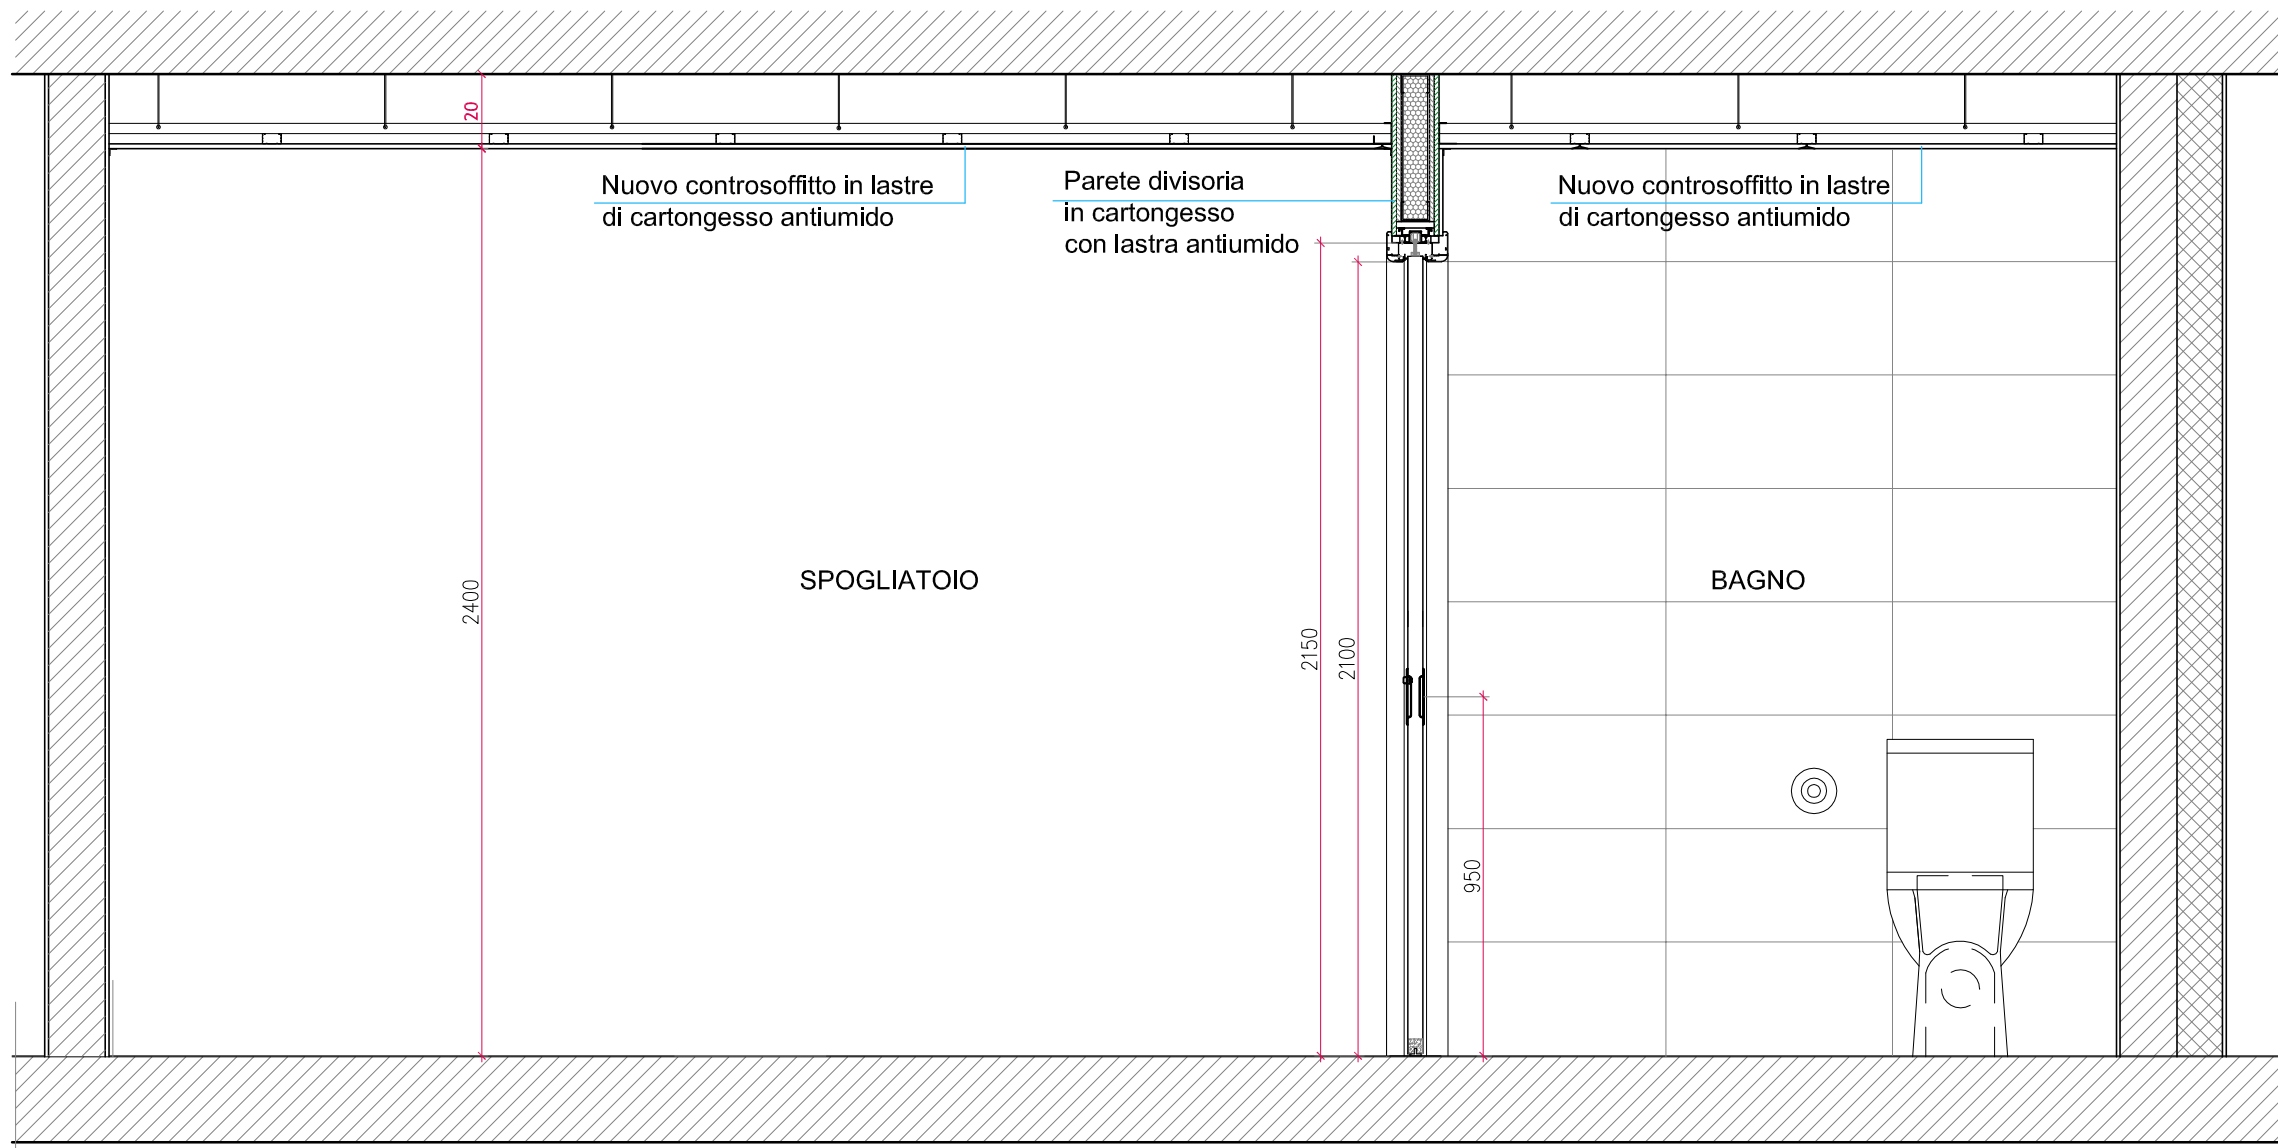 20
Nuovo controsoffitto in lastre
di cartongesso antiumido
Parete divisoria
in cartongesso
con lastra antiumido
Nuovo controsoffitto in lastre
di cartongesso antiumido
SPOGLIATOIO
BAGNO
2400
2150
2100
950